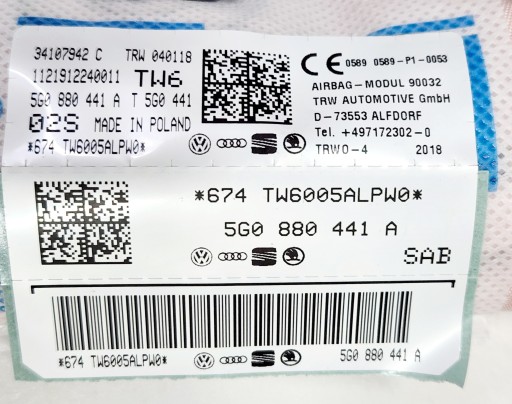 34107942 C TRW 040118
1121912240011 TW6
5G0 880 441 A T 5G0 441
02S MADE IN POLAND
*674 TW6005ALPW0*
CE 0589 0589-P1-0053
AIRBAG-MODUL 90032
TRW AUTOMOTIVE GmbH
D-73553 ALFDORF
Tel. +497172302-0
TRWO-4 2018
*674 TW6005ALPW0*
5G0 880 441 A
SAB
*674 TW6005ALPW0*
5G0 880 441 A